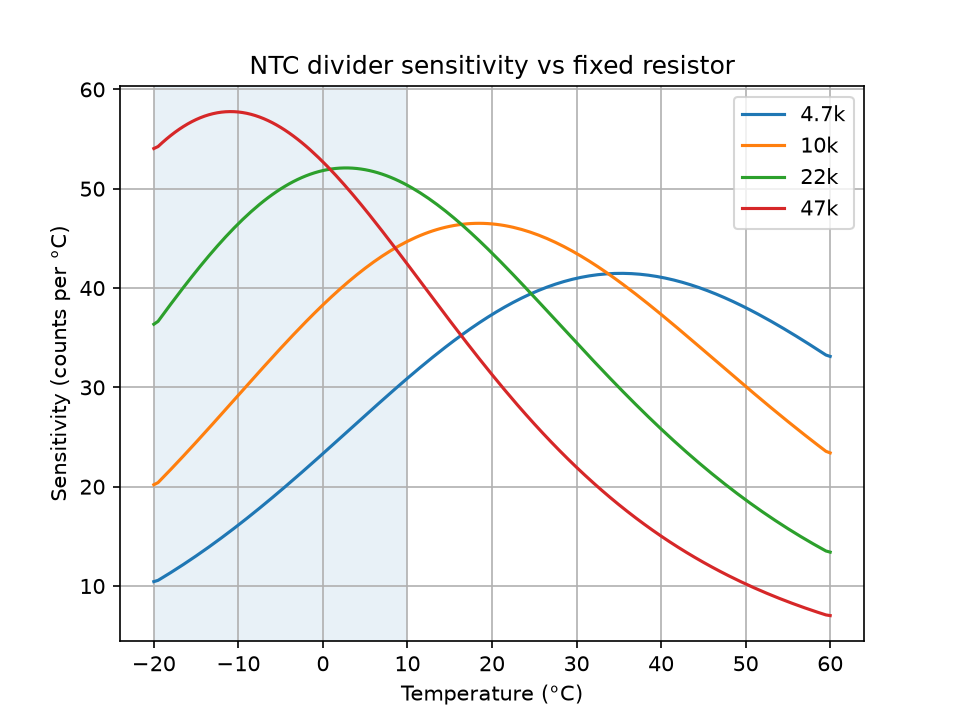 NTC divider sensitivity vs fixed resistor
60
50
40
30
20
10
Sensitivity (counts per °C)
4.7k
10k
22k
47k
−20 −10 0 10 20 30 40 50 60
Temperature (°C)